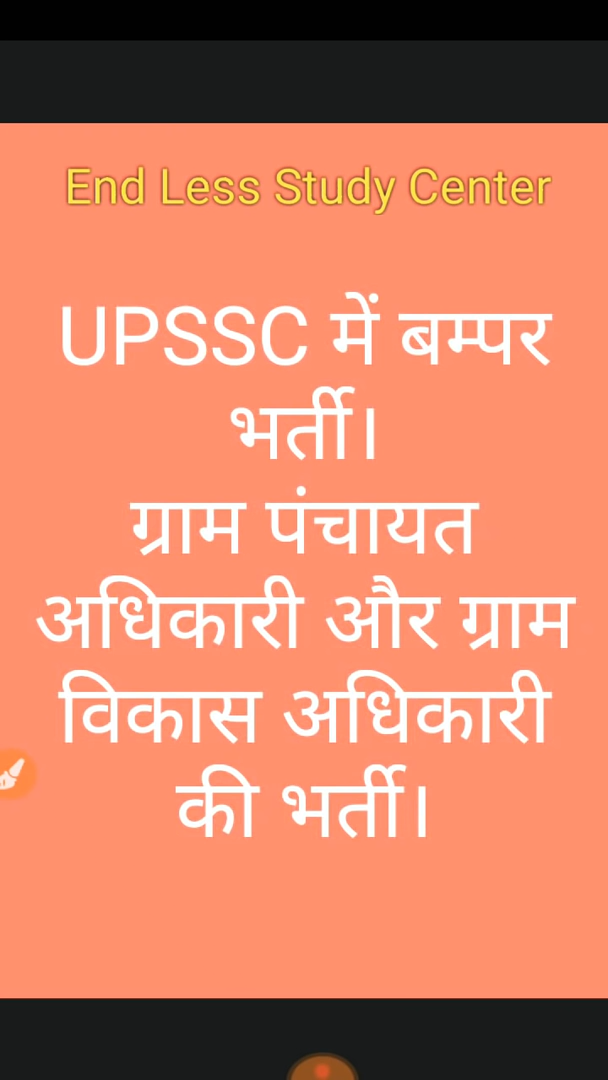 End Less Study Center
UPSSC में बम्पर
भर्ती।
ग्राम पंचायत
अधिकारी और ग्राम
विकास अधिकारी
की भर्ती।